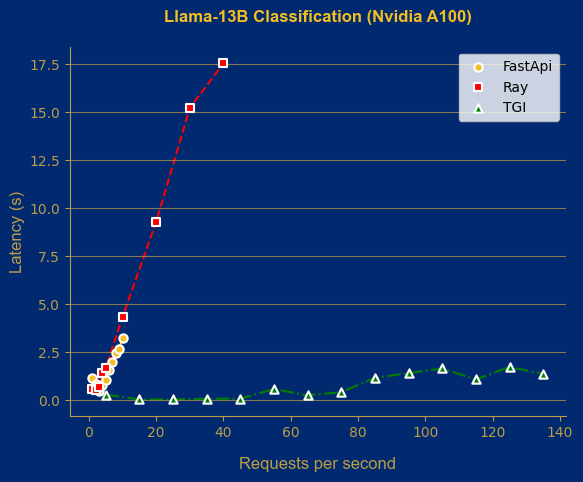 Llama-13B Classification (Nvidia A100)
FastApi
Ray
TGI
Latency (s)
17.5
15.0
12.5
10.0
7.5
5.0
2.5
0.0
0 20 40 60 80 100 120 140
Requests per second